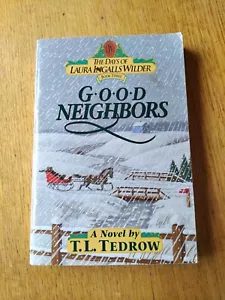 THE DAYS OF
LAURA INGALLS WILDER
BOOK THREE
GOOD
NEIGHBORS
A Novel by
T.L. TEDROW